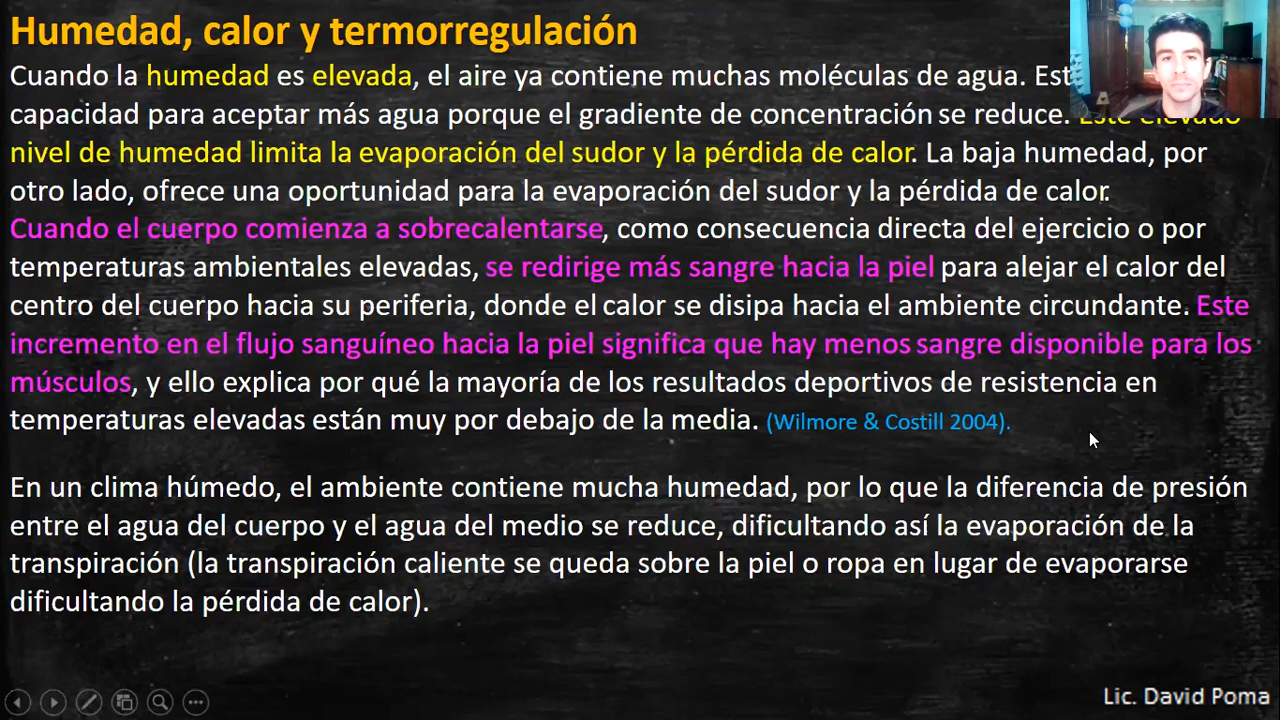 Humedad, calor y termorregulación
Cuando la humedad es elevada, el aire ya contiene muchas moléculas de agua.
capacidad para aceptar más agua porque el gradiente de concentración se reduce. Este elevado
nivel de humedad limita la evaporación del sudor y la pérdida de calor. La baja humedad, por
otro lado, ofrece una oportunidad para la evaporación del sudor y la pérdida de calor.
Cuando el cuerpo comienza a sobrecalentarse, como consecuencia directa del ejercicio o por
temperaturas ambientales elevadas, se redirige más sangre hacia la piel para alejar el calor del
centro del cuerpo hacia su periferia, donde el calor se disipa hacia el ambiente circundante. Este
incremento en el flujo sanguíneo hacia la piel significa que hay menos sangre disponible para los
músculos, y ello explica por qué la mayoría de los resultados deportivos de resistencia en
temperaturas elevadas están muy por debajo de la media. (Wilmore & Costill 2004).
En un clima húmedo, el ambiente contiene mucha humedad, por lo que la diferencia de presión
entre el agua del cuerpo y el agua del medio se reduce, dificultando así la evaporación de la
transpiración (la transpiración caliente se queda sobre la piel o ropa en lugar de evaporarse
dificultando la pérdida de calor).
Lic. David Poma